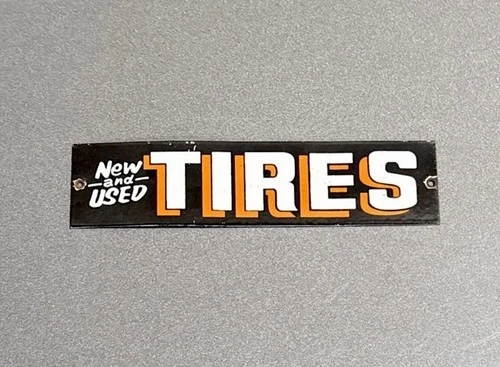 New
and
USED
TIRES